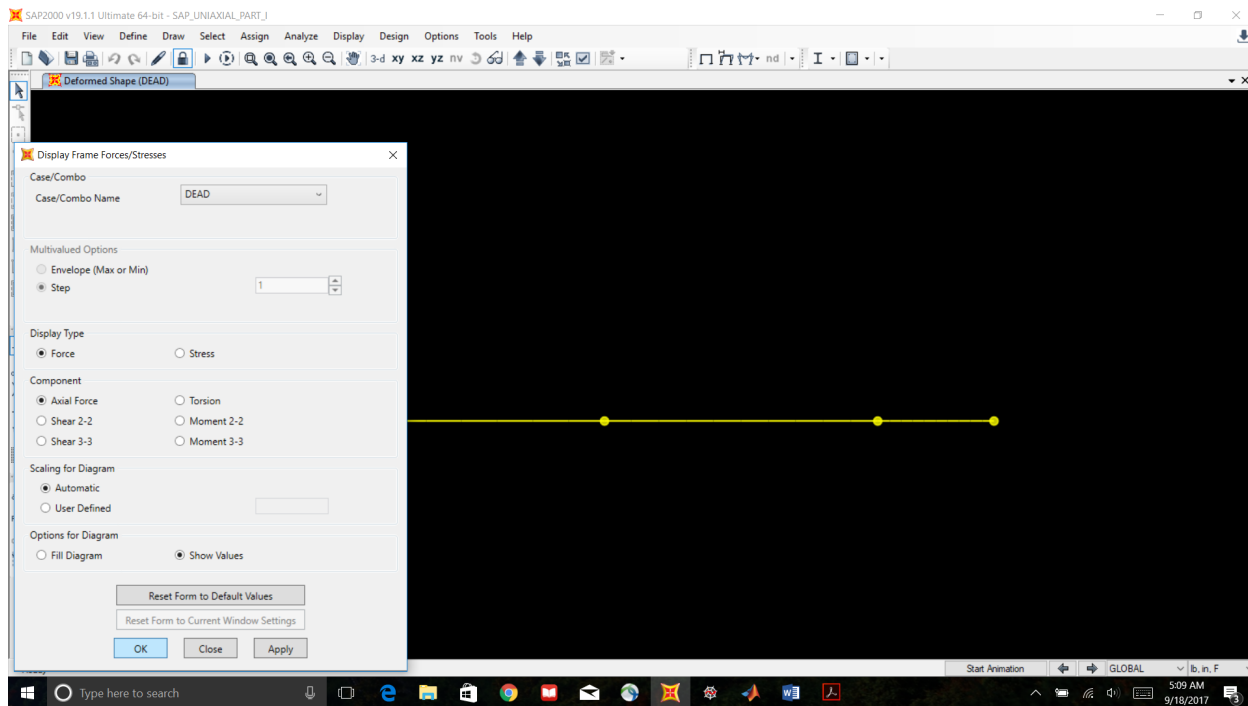 SAP2000 v19.1.1 Ultimate 64-bit - SAP_UNIAXIAL_PART_I
File Edit View Define Draw Select Assign Analyze Display Design Options Tools Help
3-d xy xz yz nv nd
Deformed Shape (DEAD)
Display Frame Forces/Stresses
Case/Combo
Case/Combo Name DEAD
Multivalued Options
Envelope (Max or Min)
Step 1
Display Type
Force Stress
Component
Axial Force Torsion
Shear 2-2 Moment 2-2
Shear 3-3 Moment 3-3
Scaling for Diagram
Automatic
User Defined
Options for Diagram
Fill Diagram Show Values
Reset Form to Default Values
Reset Form to Current Window Settings
OK Close Apply
Start Animation GLOBAL lb, in, F
Type here to search
5:09 AM
9/18/2017
3